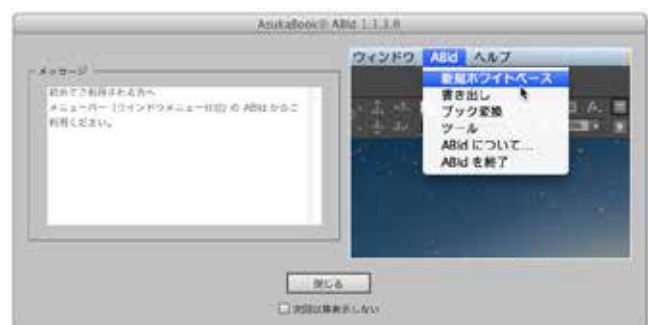 AsukaBook® ABid 1.1.1.0
メッセージ
初めてご利用される方へ
メニューバー (ウインドウメニュー付近) の ABid からご
利用ください。
ウィンドウ ABid ヘルプ
新規ホワイトベース
書き出し
ブック変換
ツール
ABid について...
ABid を終了
閉じる
次回以降表示しない